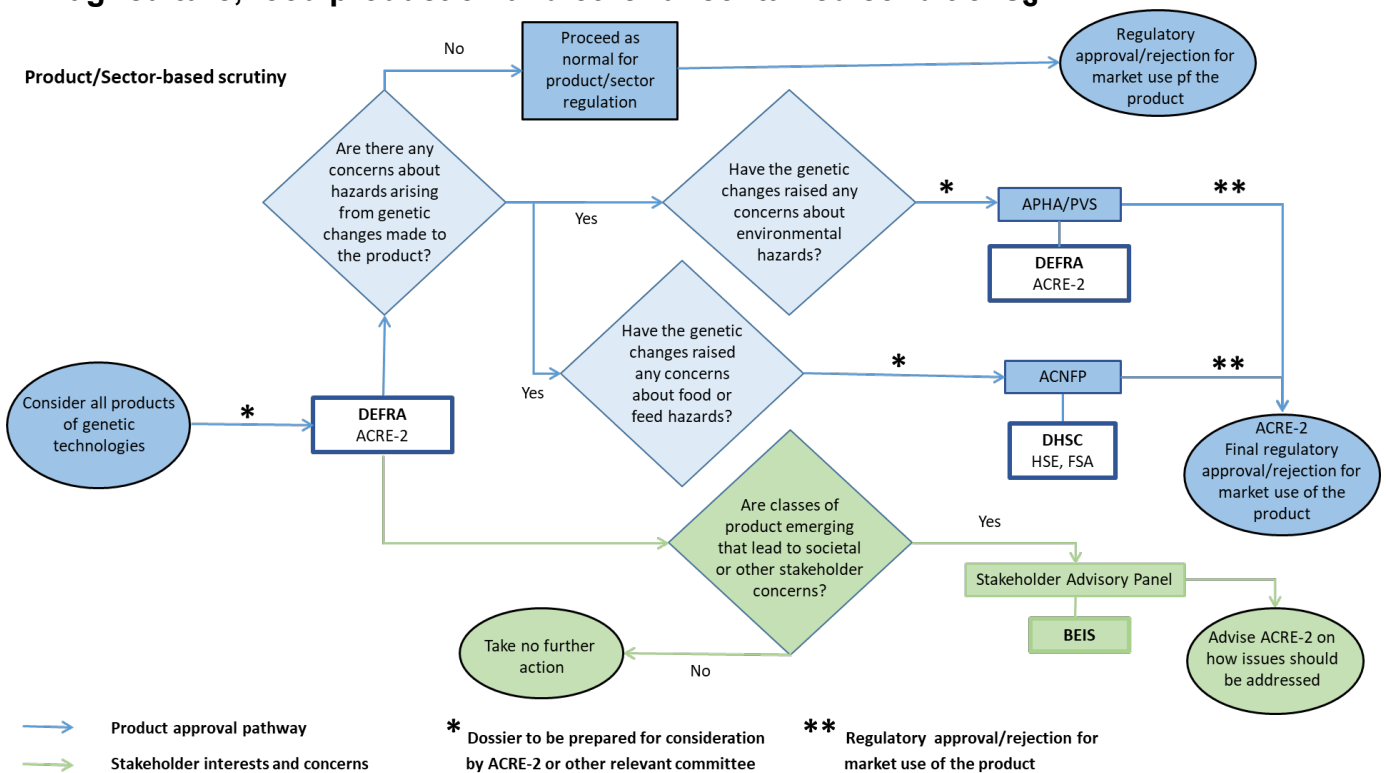 No
Proceed as
normal for
product/sector
regulation
Regulatory
approval/rejection for
market use pf the
product
Product/Sector-based scrutiny
Are there any
concerns about
hazards arising
from genetic
changes made to
the product?
Yes
Have the genetic
changes raised any
concerns about
environmental
hazards?
*
APHA/PVS
**
DEFRA
ACRE-2
Yes
Have the genetic
changes raised
any concerns
about food or
feed hazards?
*
ACNFP
**
DHSC
HSE, FSA
Consider all products
of genetic
technologies
*
DEFRA
ACRE-2
ACRE-2
Final regulatory
approval/rejection for
market use of the
product
Are classes of
product emerging
that lead to societal
or other stakeholder
concerns?
Yes
Stakeholder Advisory Panel
BEIS
Advise ACRE-2 on
how issues should
be addressed
No
Take no further
action
Product approval pathway
Stakeholder interests and concerns
* Dossier to be prepared for consideration
by ACRE-2 or other relevant committee
** Regulatory approval/rejection for
market use of the product